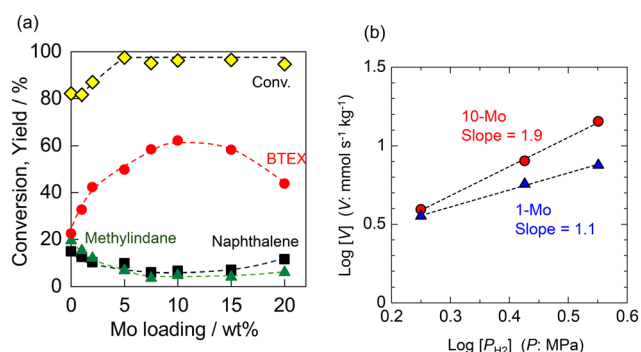 (a)
100
80
60
40
20
0
Conversion, Yield / %
Conv.
BTEX
Methylindane
Naphthalene
0 5 10 15 20
Mo loading / wt%
(b)
1.5
1
0.5
0
Log [V] (V: mmol s⁻¹ kg⁻¹)
10-Mo
Slope = 1.9
1-Mo
Slope = 1.1
0.2 0.3 0.4 0.5 0.6
Log [P_H2] (P: MPa)